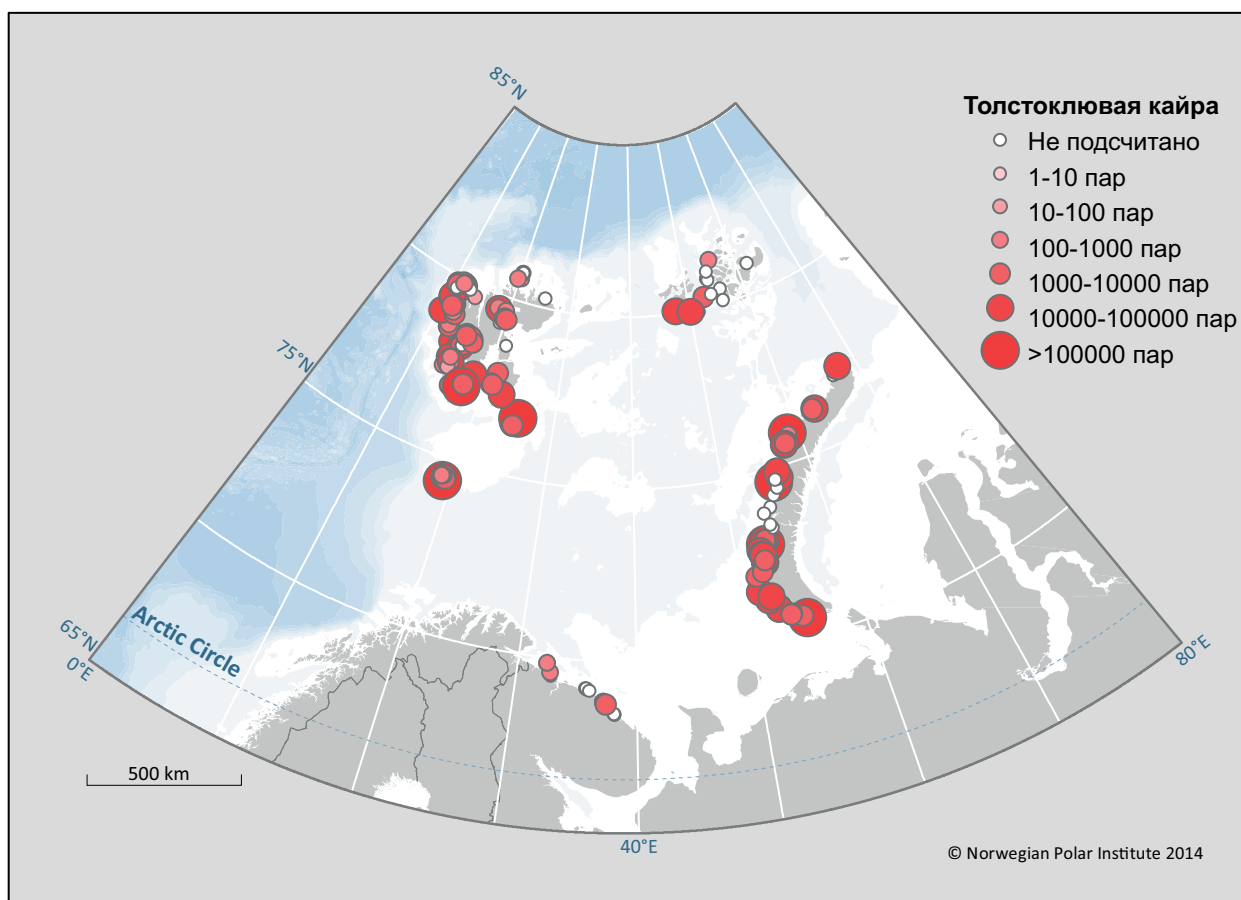 85°N
Толстоклювая кайра
Не подсчитано
1-10 пар
10-100 пар
100-1000 пар
1000-10000 пар
10000-100000 пар
>100000 пар
75°N
65°N
0°E
Arctic Circle
80°E
500 km
40°E
© Norwegian Polar Institute 2014